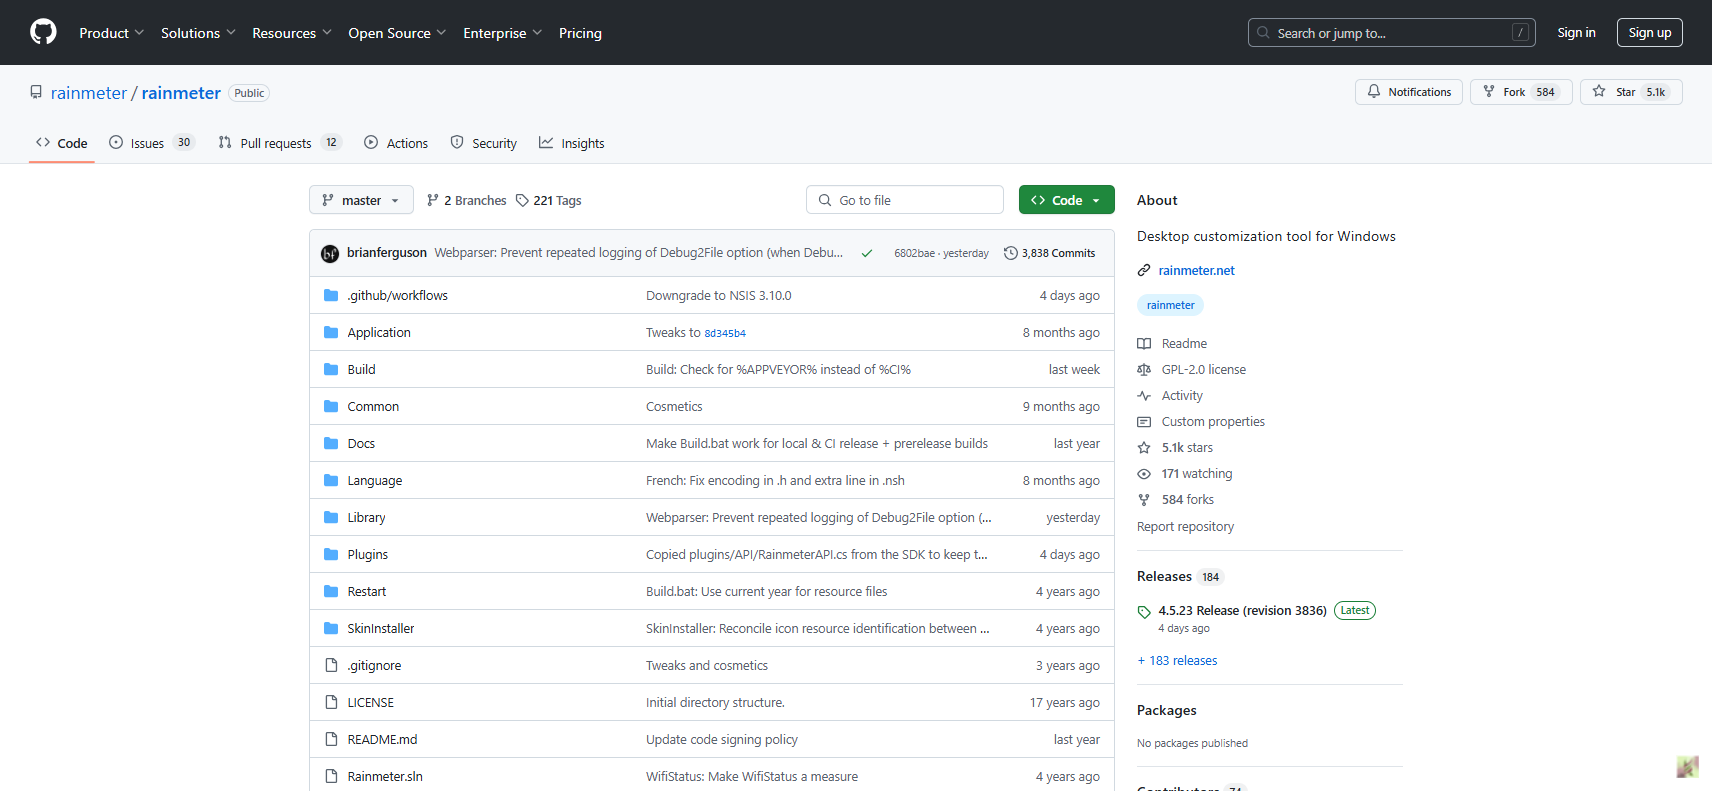 Product Solutions Resources Open Source Enterprise Pricing Search or jump to... / Sign in Sign up
rainmeter / rainmeter Public Notifications Fork 584 Star 5.1k
Code Issues 30 Pull requests 12 Actions Security Insights
master 2 Branches 221 Tags Go to file Code
brianferguson Webparser: Prevent repeated logging of Debug2File option (when Debu... 6802bae · yesterday 3,838 Commits
.github/workflows Downgrade to NSIS 3.10.0 4 days ago
Application Tweaks to 8d345b4 8 months ago
Build Build: Check for %APPVEYOR% instead of %CI% last week
Common Cosmetics 9 months ago
Docs Make Build.bat work for local & CI release + prerelease builds last year
Language French: Fix encoding in .h and extra line in .nsh 8 months ago
Library Webparser: Prevent repeated logging of Debug2File option (... yesterday
Plugins Copied plugins/API/RainmeterAPI.cs from the SDK to keep t... 4 days ago
Restart Build.bat: Use current year for resource files 4 years ago
SkinInstaller SkinInstaller: Reconcile icon resource identification between ... 4 years ago
.gitignore Tweaks and cosmetics 3 years ago
LICENSE Initial directory structure. 17 years ago
README.md Update code signing policy last year
Rainmeter.sln WifiStatus: Make WifiStatus a measure 4 years ago
About
Desktop customization tool for Windows
rainmeter.net
rainmeter
Readme
GPL-2.0 license
Activity
Custom properties
5.1k stars
171 watching
584 forks
Report repository
Releases 184
4.5.23 Release (revision 3836) Latest
4 days ago
+ 183 releases
Packages
No packages published
Contributors 74